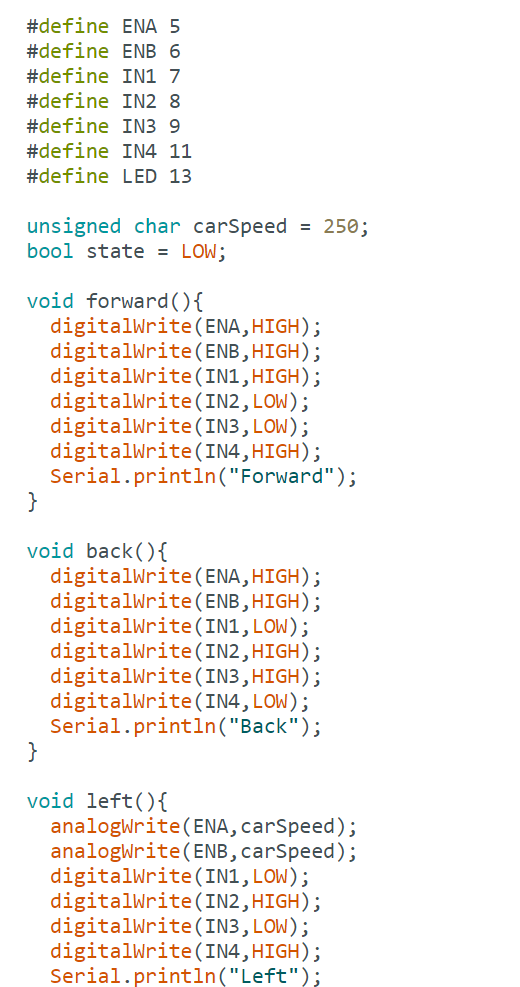 #define ENA 5
#define ENB 6
#define IN1 7
#define IN2 8
#define IN3 9
#define IN4 11
#define LED 13

unsigned char carSpeed = 250;
bool state = LOW;

void forward(){
  digitalWrite(ENA,HIGH);
  digitalWrite(ENB,HIGH);
  digitalWrite(IN1,HIGH);
  digitalWrite(IN2,LOW);
  digitalWrite(IN3,LOW);
  digitalWrite(IN4,HIGH);
  Serial.println("Forward");
}

void back(){
  digitalWrite(ENA,HIGH);
  digitalWrite(ENB,HIGH);
  digitalWrite(IN1,LOW);
  digitalWrite(IN2,HIGH);
  digitalWrite(IN3,HIGH);
  digitalWrite(IN4,LOW);
  Serial.println("Back");
}

void left(){
  analogWrite(ENA,carSpeed);
  analogWrite(ENB,carSpeed);
  digitalWrite(IN1,LOW);
  digitalWrite(IN2,HIGH);
  digitalWrite(IN3,LOW);
  digitalWrite(IN4,HIGH);
  Serial.println("Left");